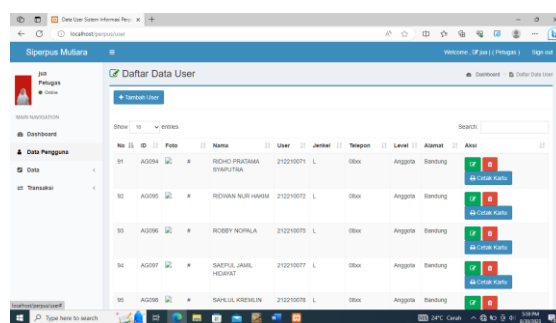 Data User Sistem Informasi Perpu
localhost/perpus/user
Siperpus Mutiara
Welcome, jua | ( Petugas )
Sign out
jua
Petugas
Online
MAIN NAVIGATION
Dashboard
Data Pengguna
Data
Transaksi
Daftar Data User
Dashboard
Daftar Data User
+ Tambah User
Show 10 entries
Search:
No ID Foto # Nama User Jenkel Telepon Level Alamat Aksi
91 AG094 # RIDHO PRATAMA SYAPUTRA 212210071 L 08xx Anggota Bandung
Cetak Kartu
92 AG095 # RIDWAN NUR HAKIM 212210072 L 08xx Anggota Bandung
Cetak Kartu
93 AG096 # ROBBY NOPALA 212210075 L 08xx Anggota Bandung
Cetak Kartu
94 AG097 # SAEPUL JAMIL HIDAYAT 212210077 L 08xx Anggota Bandung
Cetak Kartu
95 AG098 # SAHLUL KREMLIN 212210078 L 08xx Anggota Bandung
localhost/perpus/user#
Type here to search
24°C Cerah
5:59 PM